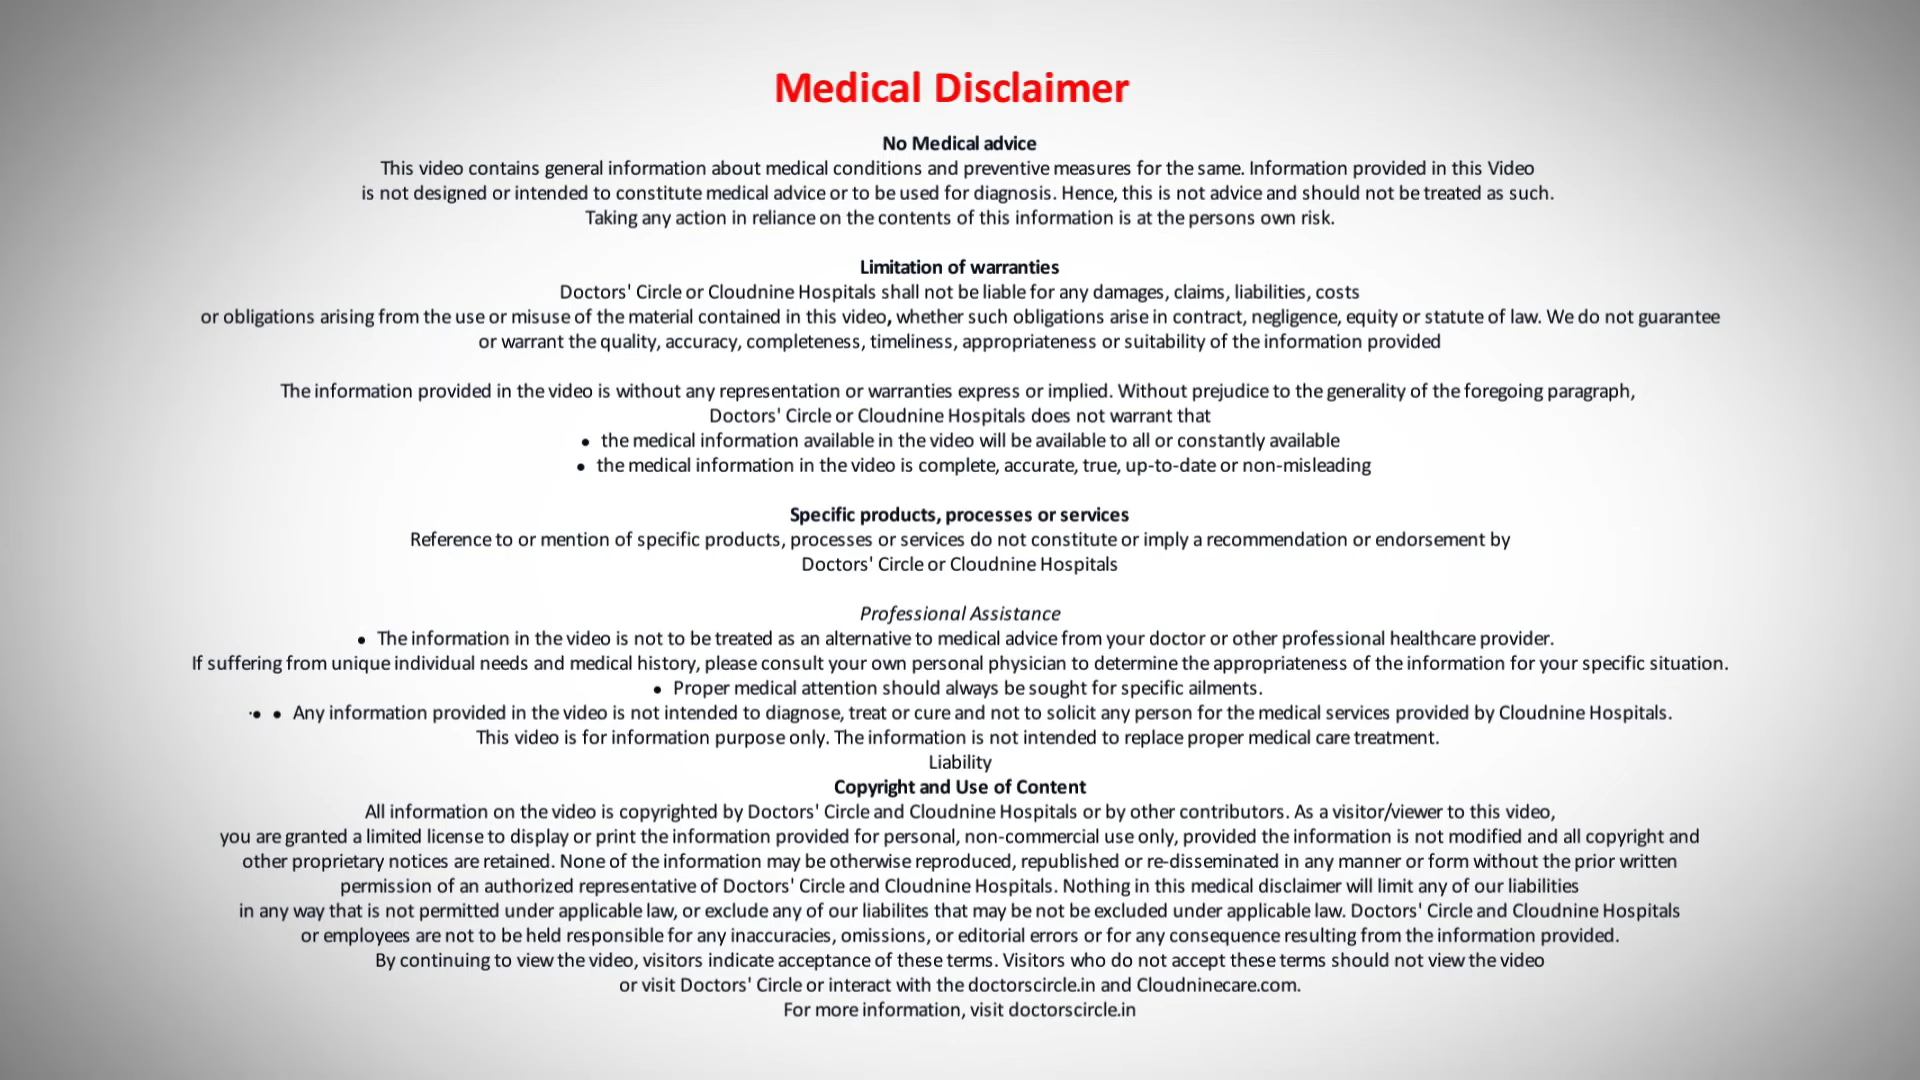 Medical Disclaimer
No Medical advice
This video contains general information about medical conditions and preventive measures for the same. Information provided in this Video
is not designed or intended to constitute medical advice or to be used for diagnosis. Hence, this is not advice and should not be treated as such.
Taking any action in reliance on the contents of this information is at the persons own risk.
Limitation of warranties
Doctors' Circle or Cloudnine Hospitals shall not be liable for any damages, claims, liabilities, costs
or obligations arising from the use or misuse of the material contained in this video, whether such obligations arise in contract, negligence, equity or statute of law. We do not guarantee
or warrant the quality, accuracy, completeness, timeliness, appropriateness or suitability of the information provided
The information provided in the video is without any representation or warranties express or implied. Without prejudice to the generality of the foregoing paragraph,
Doctors' Circle or Cloudnine Hospitals does not warrant that
• the medical information available in the video will be available to all or constantly available
• the medical information in the video is complete, accurate, true, up-to-date or non-misleading
Specific products, processes or services
Reference to or mention of specific products, processes or services do not constitute or imply a recommendation or endorsement by
Doctors' Circle or Cloudnine Hospitals
Professional Assistance
• The information in the video is not to be treated as an alternative to medical advice from your doctor or other professional healthcare provider.
If suffering from unique individual needs and medical history, please consult your own personal physician to determine the appropriateness of the information for your specific situation.
• Proper medical attention should always be sought for specific ailments.
·• • Any information provided in the video is not intended to diagnose, treat or cure and not to solicit any person for the medical services provided by Cloudnine Hospitals.
This video is for information purpose only. The information is not intended to replace proper medical care treatment.
Liability
Copyright and Use of Content
All information on the video is copyrighted by Doctors' Circle and Cloudnine Hospitals or by other contributors. As a visitor/viewer to this video,
you are granted a limited license to display or print the information provided for personal, non-commercial use only, provided the information is not modified and all copyright and
other proprietary notices are retained. None of the information may be otherwise reproduced, republished or re-disseminated in any manner or form without the prior written
permission of an authorized representative of Doctors' Circle and Cloudnine Hospitals. Nothing in this medical disclaimer will limit any of our liabilities
in any way that is not permitted under applicable law, or exclude any of our liabilites that may be not be excluded under applicable law. Doctors' Circle and Cloudnine Hospitals
or employees are not to be held responsible for any inaccuracies, omissions, or editorial errors or for any consequence resulting from the information provided.
By continuing to view the video, visitors indicate acceptance of these terms. Visitors who do not accept these terms should not view the video
or visit Doctors' Circle or interact with the doctorscircle.in and Cloudninecare.com.
For more information, visit doctorscircle.in